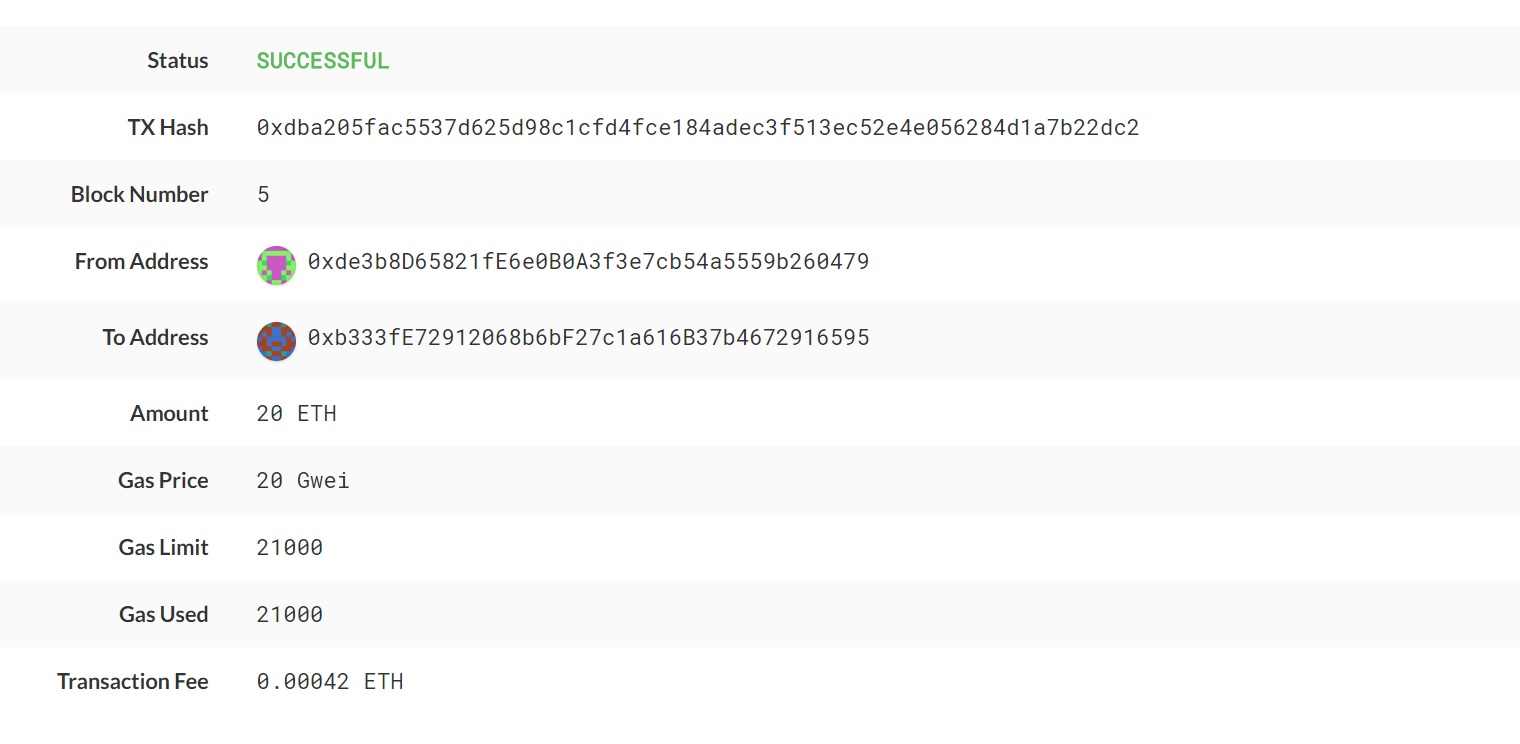 Status SUCCESSFUL
TX Hash 0xdba205fac5537d625d98c1cfd4fce184adec3f513ec52e4e056284d1a7b22dc2
Block Number 5
From Address 0xde3b8D65821fE6e0B0A3f3e7cb54a5559b260479
To Address 0xb333fE72912068b6bF27c1a616B37b4672916595
Amount 20 ETH
Gas Price 20 Gwei
Gas Limit 21000
Gas Used 21000
Transaction Fee 0.00042 ETH